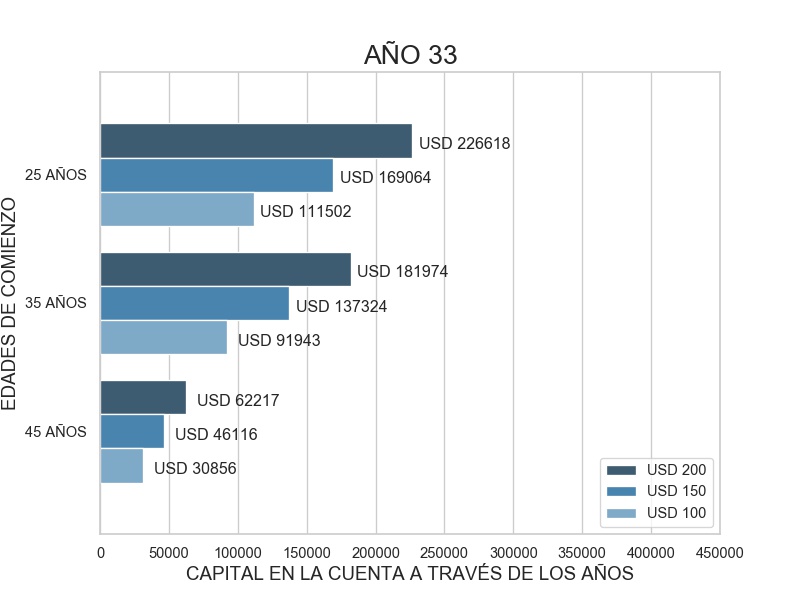 AÑO 33
USD 226618
25 AÑOS
USD 169064
USD 111502
USD 181974
35 AÑOS
USD 137324
USD 91943
USD 62217
45 AÑOS
USD 46116
USD 30856
EDADES DE COMIENZO
USD 200
USD 150
USD 100
0 50000 100000 150000 200000 250000 300000 350000 400000 450000
CAPITAL EN LA CUENTA A TRAVÉS DE LOS AÑOS